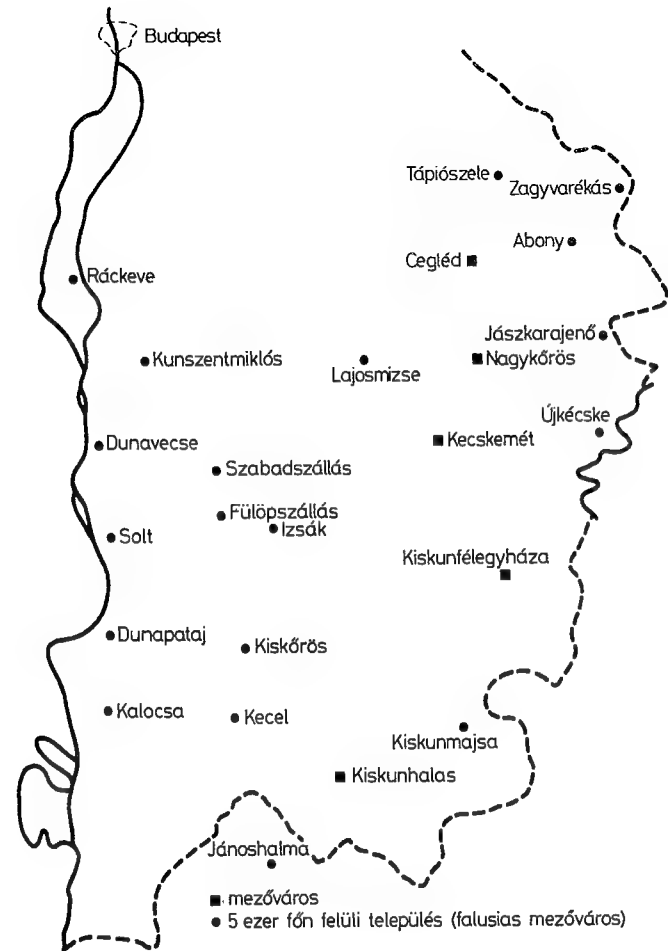 Budapest
Tápiószele
Zagyvarékás
Abony
Cegléd
Ráckeve
Jászkarajenő
Kunszentmiklós
Lajosmizse
Nagykőrös
Újkécske
Dunavecse
Kecskemét
Szabadszállás
Fülöpszállás
Izsák
Solt
Kiskunfélegyháza
Dunapataj
Kiskőrös
Kalocsa
Kecel
Kiskunmajsa
Kiskunhalas
Jánoshalma
mezőváros
5 ezer főn felüli település (falusias mezőváros)